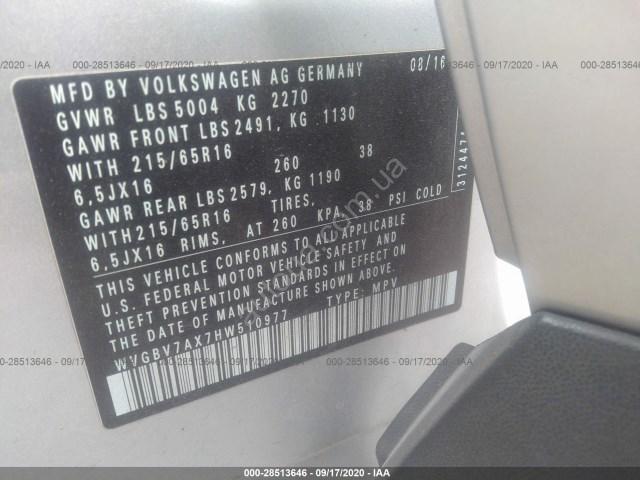 000-28513646 - 09/17/2020 - IAA
MFD BY VOLKSWAGEN AG GERMANY 08/16
GVWR LBS 5004 KG 2270
GAWR FRONT LBS 2491, KG 1130
WITH 215/65R16
6,5JX16 260 38
GAWR REAR LBS 2579, KG 1190
WITH 215/65R16 TIRES,
6,5JX16 RIMS, AT 260 KPA, 38 PSI COLD
THIS VEHICLE CONFORMS TO ALL APPLICABLE
U.S. FEDERAL MOTOR VEHICLE SAFETY AND
THEFT PREVENTION STANDARDS IN EFFECT ON
THE DATE OF MANUFACTURE SHOWN ABOVE.
WVGBV7AX7HW510977 TYPE: MPV
312447*
000-28513646 - 09/17/2020 - IAA